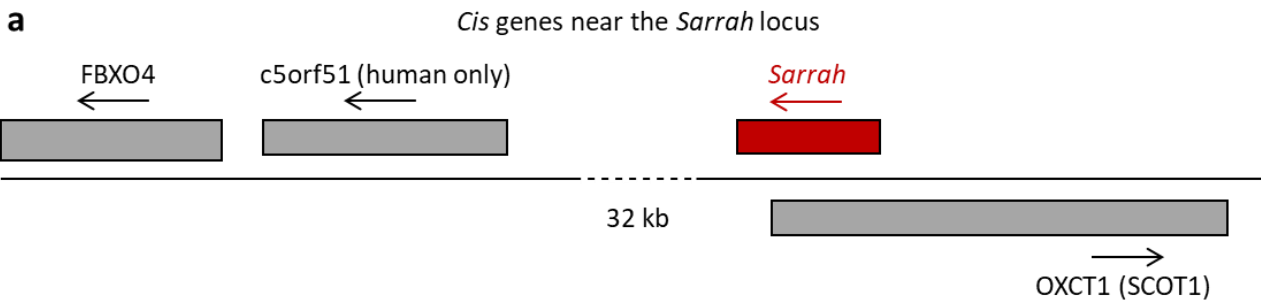 a
Cis genes near the Sarrah locus
FBXO4
c5orf51 (human only)
Sarrah
32 kb
OXCT1 (SCOT1)